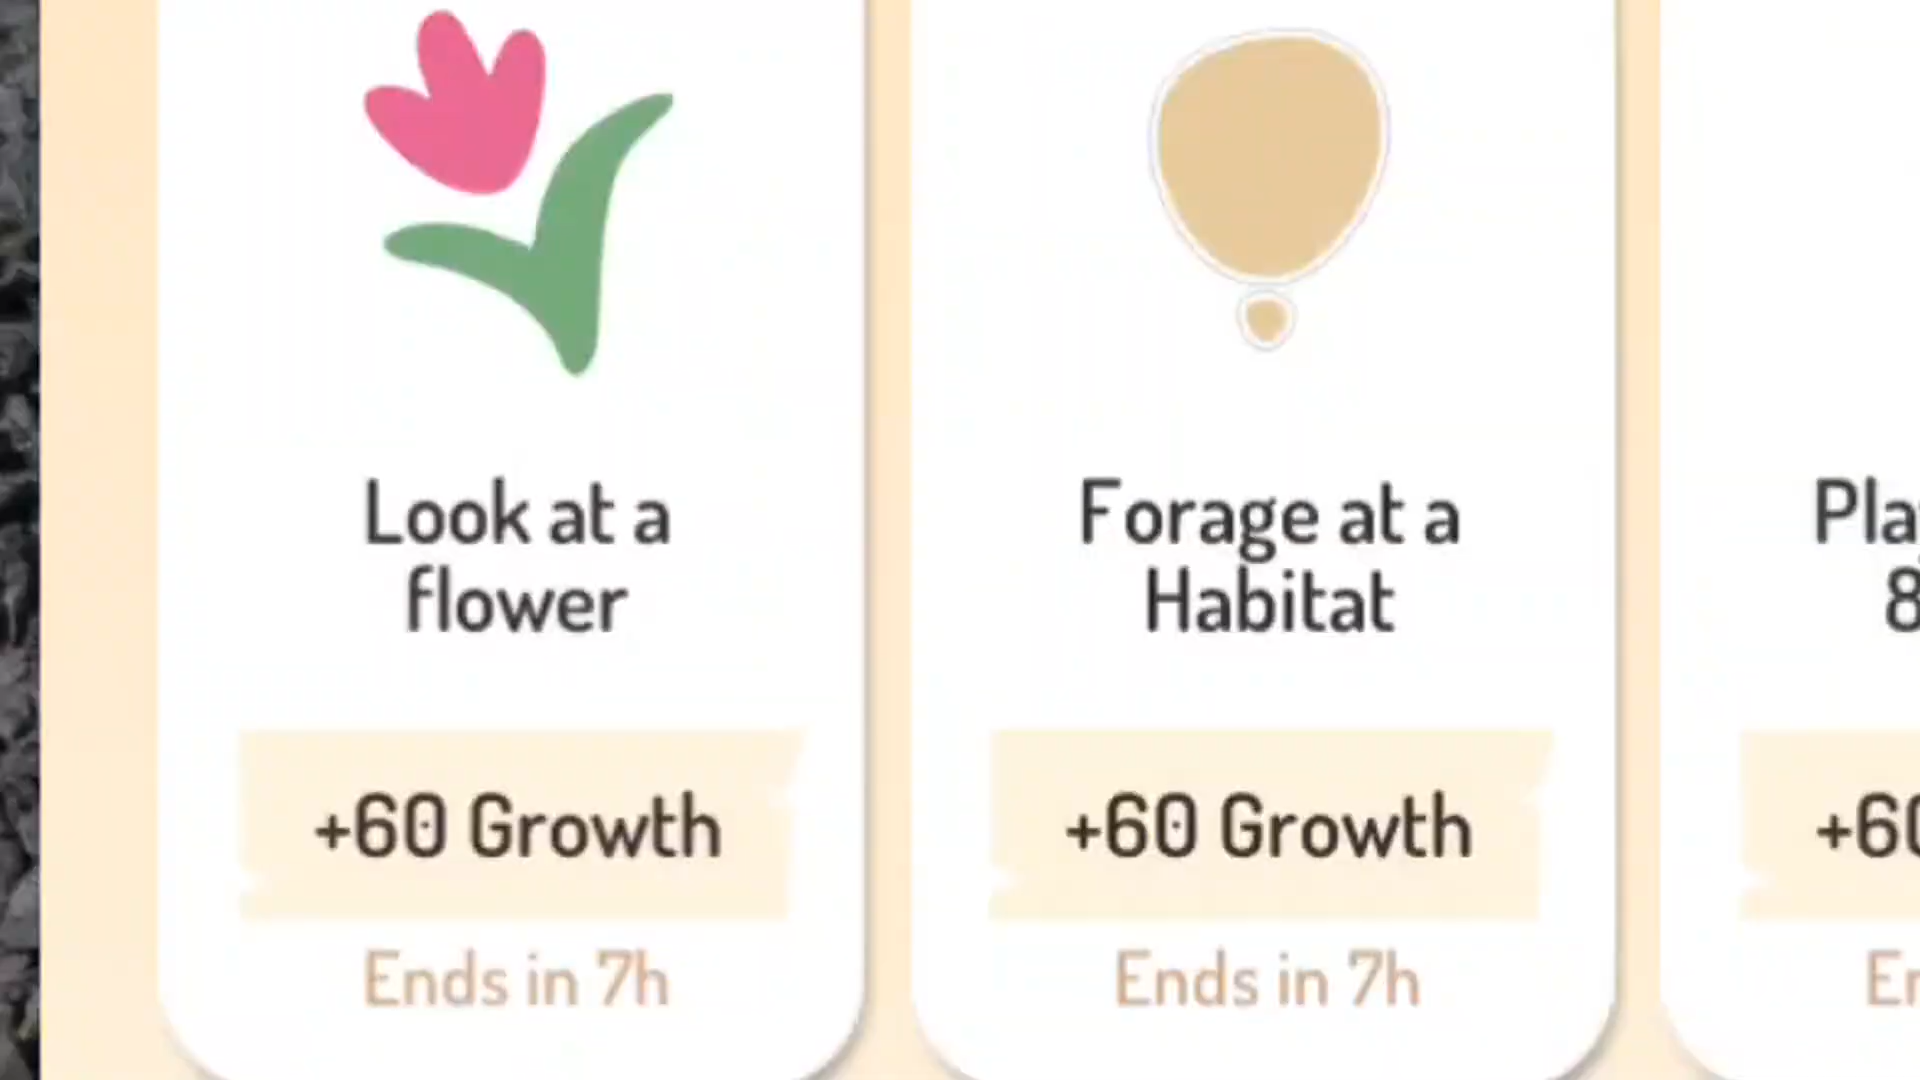 Look at a
flower
+60 Growth
Ends in 7h
Forage at a
Habitat
+60 Growth
Ends in 7h